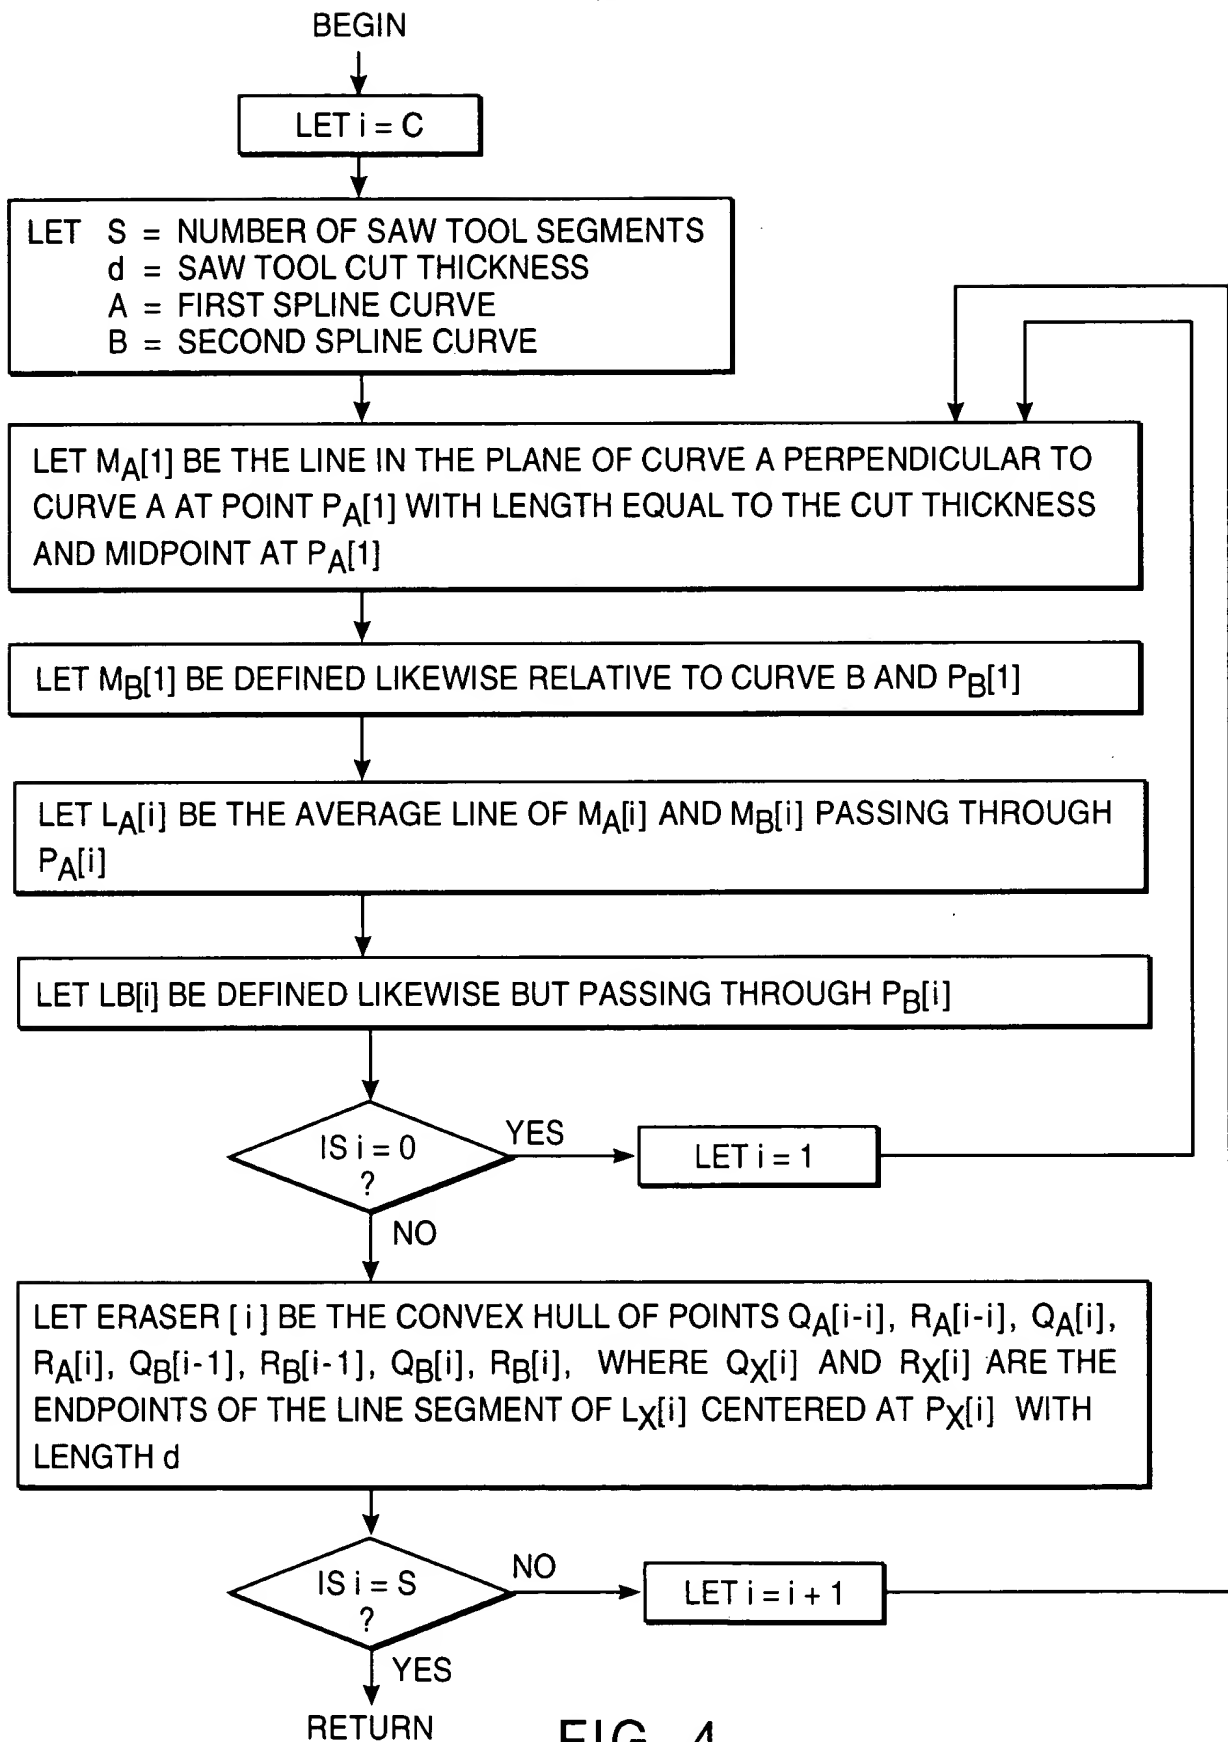 BEGIN
LET i = C
LET S = NUMBER OF SAW TOOL SEGMENTS
d = SAW TOOL CUT THICKNESS
A = FIRST SPLINE CURVE
B = SECOND SPLINE CURVE
LET MA[1] BE THE LINE IN THE PLANE OF CURVE A PERPENDICULAR TO
CURVE A AT POINT PA[1] WITH LENGTH EQUAL TO THE CUT THICKNESS
AND MIDPOINT AT PA[1]
LET MB[1] BE DEFINED LIKEWISE RELATIVE TO CURVE B AND PB[1]
LET LA[i] BE THE AVERAGE LINE OF MA[i] AND MB[i] PASSING THROUGH
PA[i]
LET LB[i] BE DEFINED LIKEWISE BUT PASSING THROUGH PB[i]
IS i = 0
?
YES
LET i = 1
NO
LET ERASER [ i ] BE THE CONVEX HULL OF POINTS QA[i-i], RA[i-i], QA[i],
RA[i], QB[i-1], RB[i-1], QB[i], RB[i], WHERE QX[i] AND RX[i] ARE THE
ENDPOINTS OF THE LINE SEGMENT OF LX[i] CENTERED AT PX[i] WITH
LENGTH d
IS i = S
?
NO
LET i = i + 1
YES
RETURN
FIG. 4